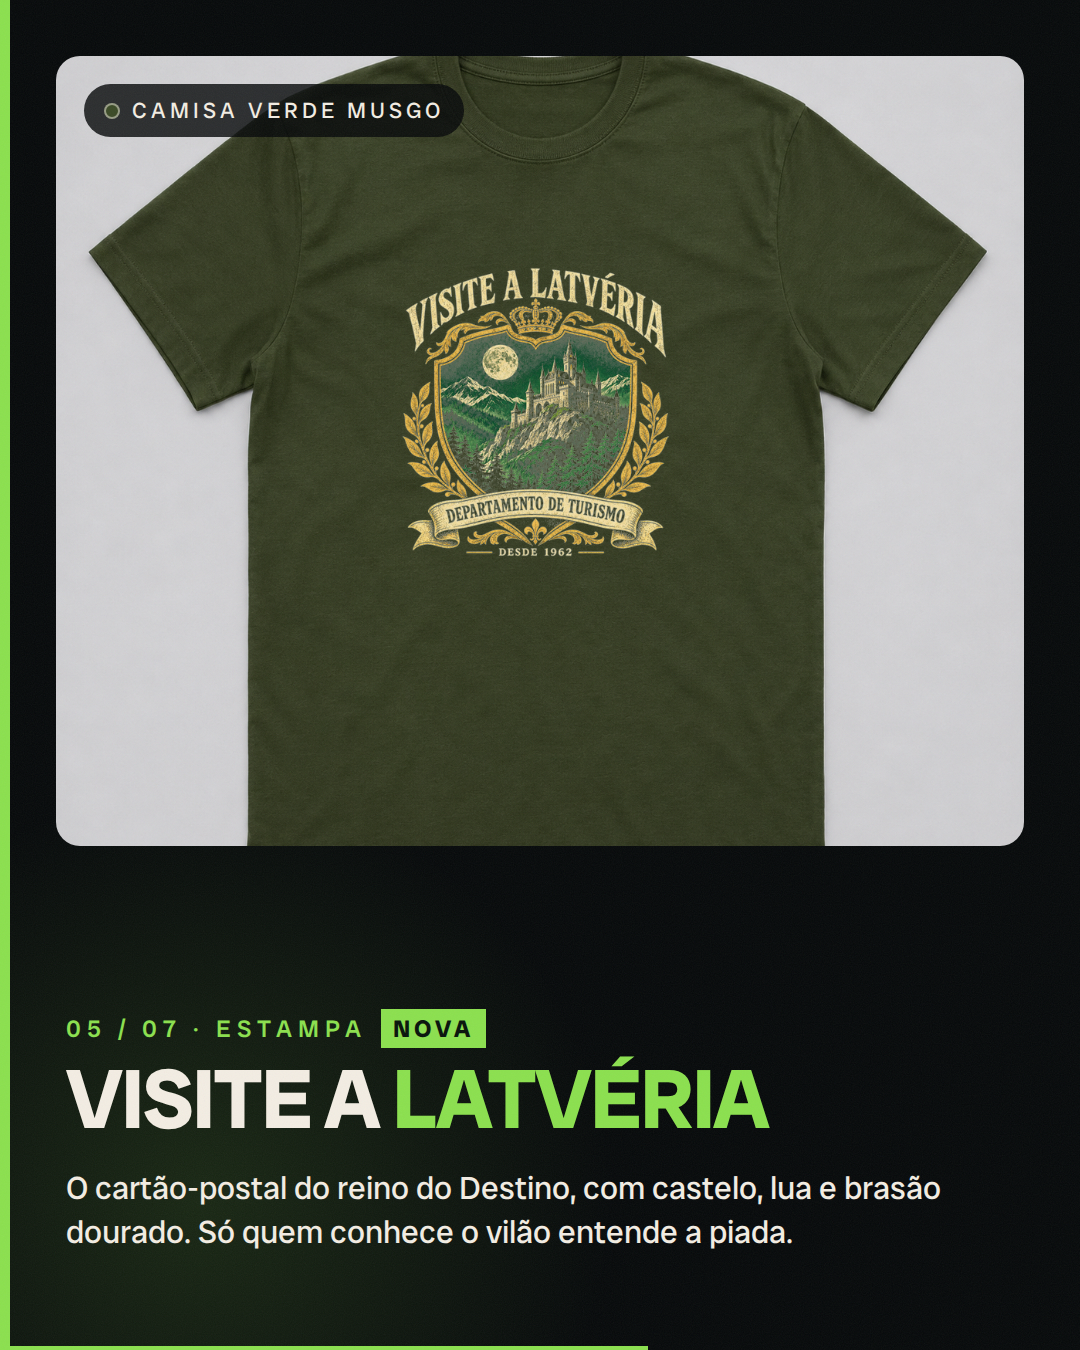 CAMISA VERDE MUSGO
VISITE A LATVÉRIA
DEPARTAMENTO DE TURISMO
DESDE 1962
05 / 07 · ESTAMPA NOVA
VISITE A LATVÉRIA
O cartão-postal do reino do Destino, com castelo, lua e brasão
dourado. Só quem conhece o vilão entende a piada.